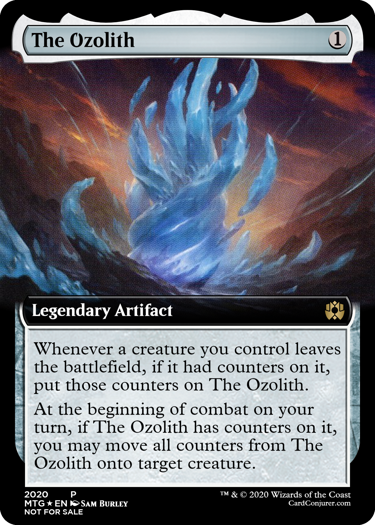 The Ozolith 1
Legendary Artifact
Whenever a creature you control leaves
the battlefield, if it had counters on it,
put those counters on The Ozolith.
At the beginning of combat on your
turn, if The Ozolith has counters on it,
you may move all counters from The
Ozolith onto target creature.
2020 P
MTG ★ EN Sam Burley
NOT FOR SALE
™ & © 2020 Wizards of the Coast
CardConjurer.com